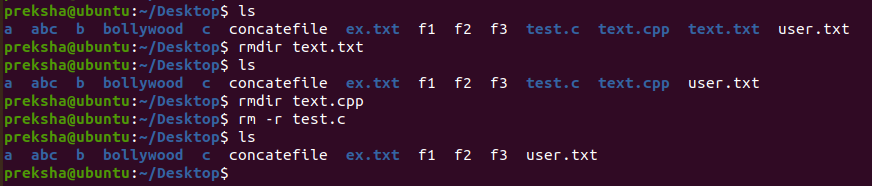 preksha@ubuntu:~/Desktop$ ls
a abc b bollywood c concatefile ex.txt f1 f2 f3 test.c text.cpp text.txt user.txt
preksha@ubuntu:~/Desktop$ rmdir text.txt
preksha@ubuntu:~/Desktop$ ls
a abc b bollywood c concatefile ex.txt f1 f2 f3 test.c text.cpp user.txt
preksha@ubuntu:~/Desktop$ rmdir text.cpp
preksha@ubuntu:~/Desktop$ rm -r test.c
preksha@ubuntu:~/Desktop$ ls
a abc b bollywood c concatefile ex.txt f1 f2 f3 user.txt
preksha@ubuntu:~/Desktop$